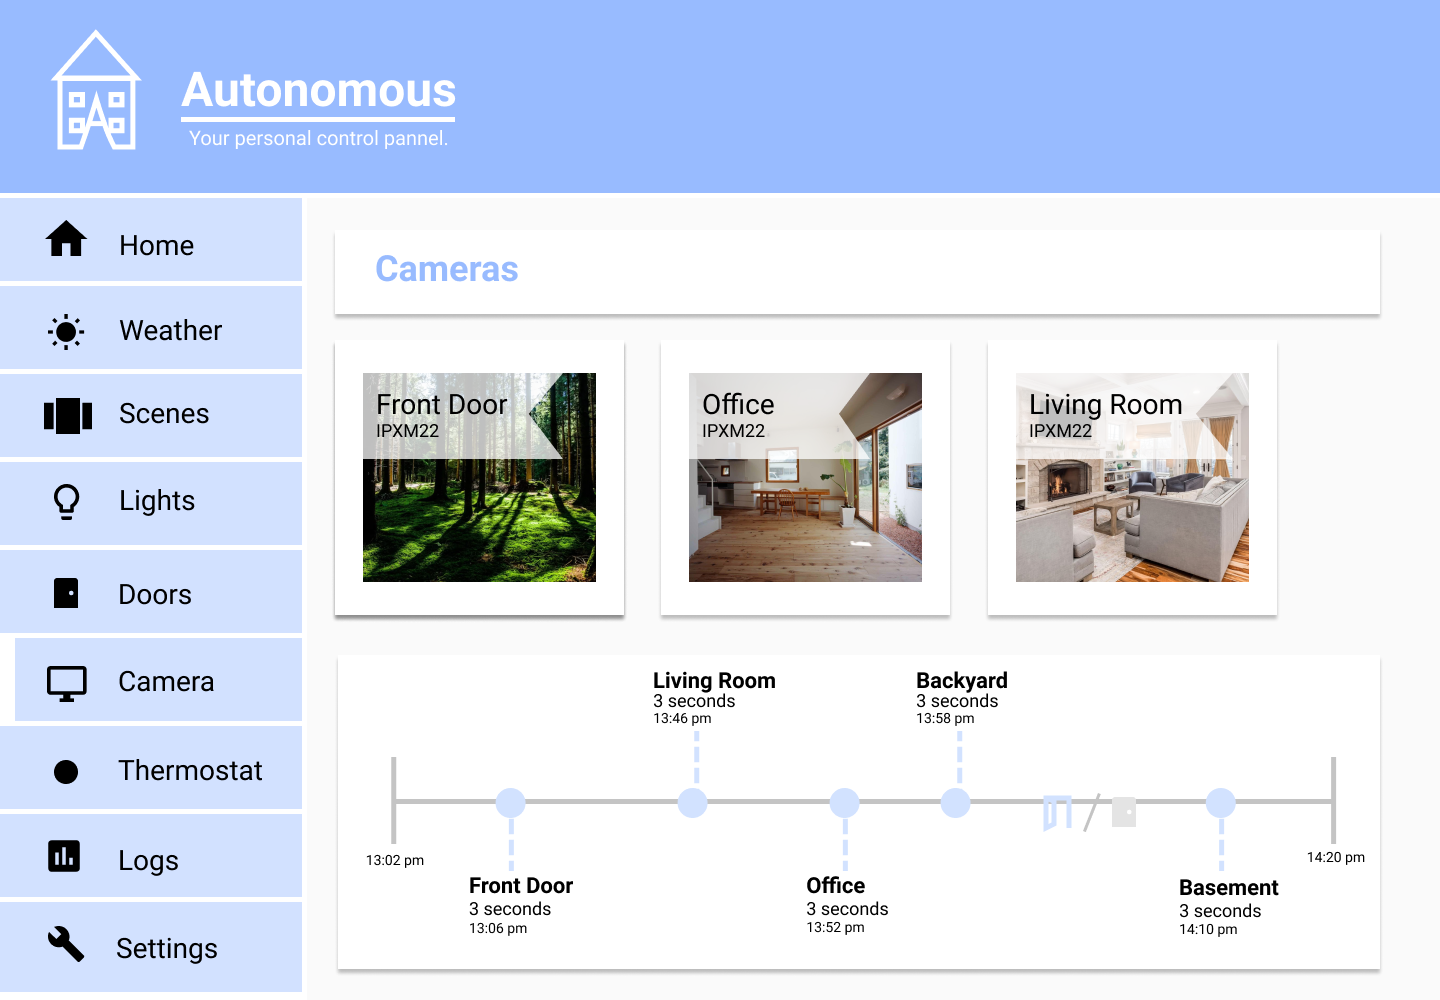 Autonomous
Your personal control pannel.
Home
Weather
Scenes
Lights
Doors
Camera
Thermostat
Logs
Settings
Cameras
Front Door
IPXM22
Office
IPXM22
Living Room
IPXM22
Living Room
3 seconds
13:46 pm
Backyard
3 seconds
13:58 pm
13:02 pm
14:20 pm
Front Door
3 seconds
13:06 pm
Office
3 seconds
13:52 pm
Basement
3 seconds
14:10 pm